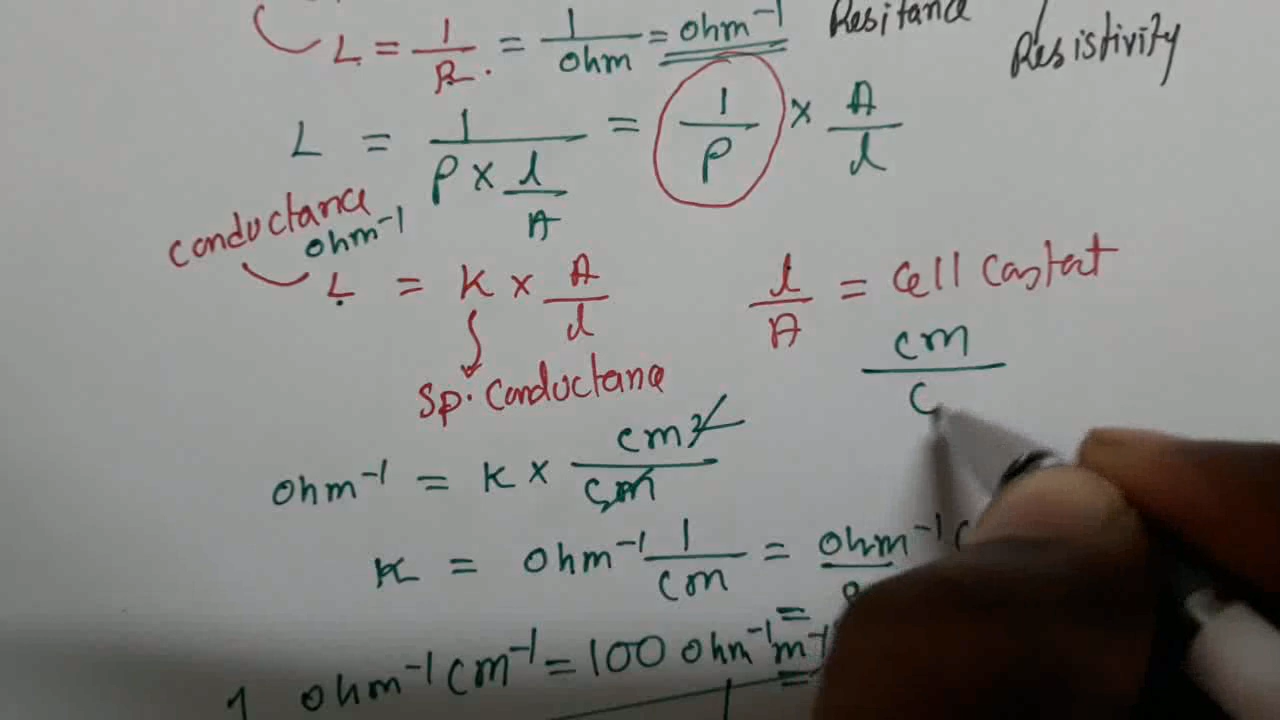 L = 1/R = 1/ohm = ohm⁻¹ Resitance
Resistivity
L = 1/(ρ × l/A) = 1/ρ × A/l
Conductance
ohm⁻¹
L = K × A/l
l/A = Cell Constant
Sp. Conductance
cm
C
ohm⁻¹ = K × cm²/cm
K = ohm⁻¹ 1/cm = ohm⁻¹
1 ohm⁻¹ cm⁻¹ = 100 ohm⁻¹ m⁻¹